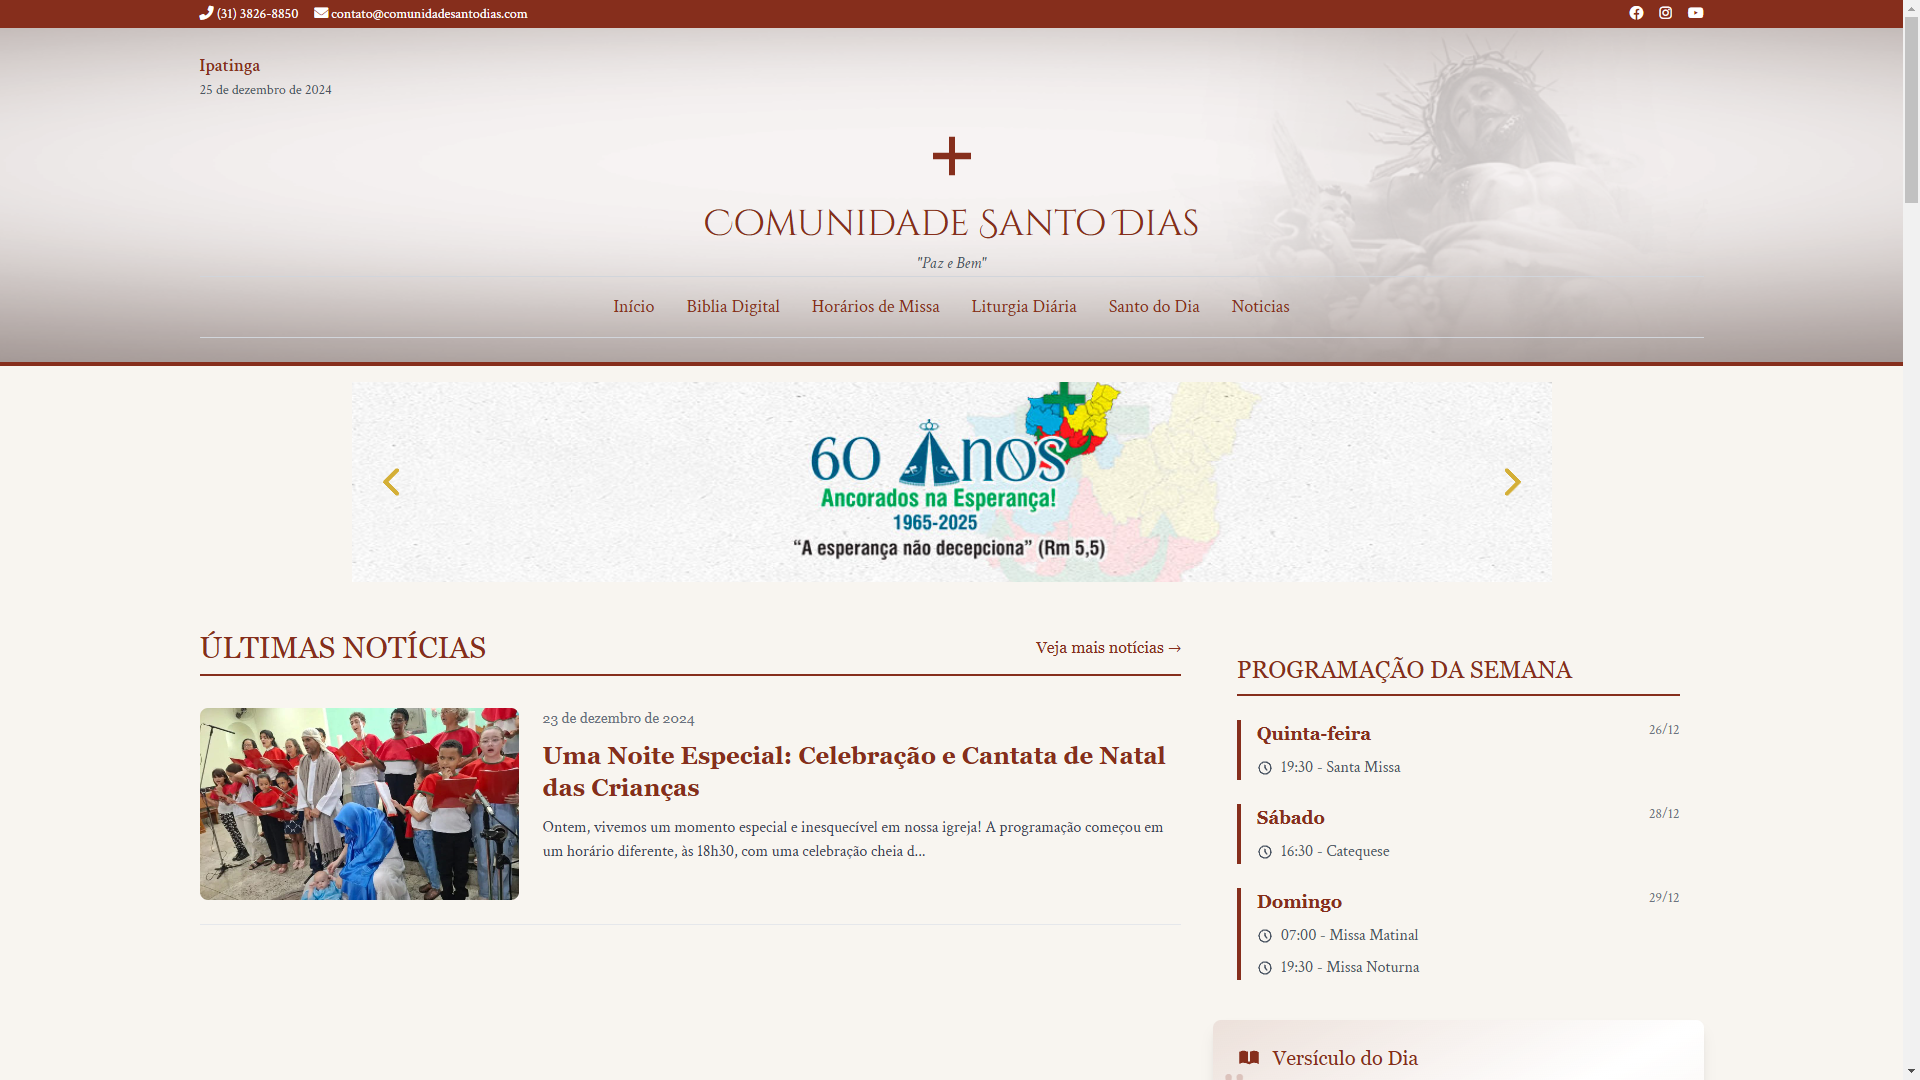 (31) 3826-8850 contato@comunidadesantodias.com
Ipatinga
25 de dezembro de 2024
Comunidade Santo Dias
"Paz e Bem"
Início Biblia Digital Horários de Missa Liturgia Diária Santo do Dia Noticias
60 Anos
Ancorados na Esperança!
1965-2025
“A esperança não decepciona” (Rm 5,5)
ÚLTIMAS NOTÍCIAS
Veja mais notícias →
23 de dezembro de 2024
Uma Noite Especial: Celebração e Cantata de Natal
das Crianças
Ontem, vivemos um momento especial e inesquecível em nossa igreja! A programação começou em
um horário diferente, às 18h30, com uma celebração cheia d...
PROGRAMAÇÃO DA SEMANA
Quinta-feira 26/12
19:30 - Santa Missa
Sábado 28/12
16:30 - Catequese
Domingo 29/12
07:00 - Missa Matinal
19:30 - Missa Noturna
Versículo do Dia